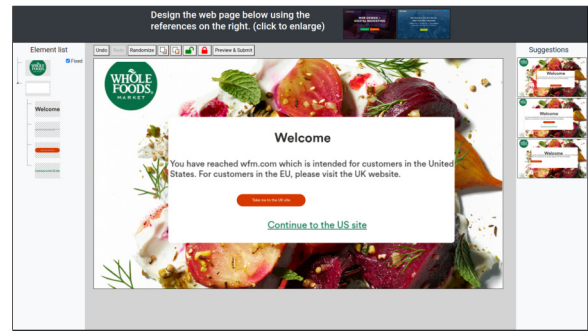 Design the web page below using the
references on the right. (click to enlarge)
Element list
Fixed
Undo
Randomize
Preview & Submit
Suggestions
WHOLE
FOODS
MARKET
Welcome
You have reached wfm.com which is intended for customers in the United
States. For customers in the EU, please visit the UK website.
Take me to the UK site
Continue to the US site
Welcome
Welcome
Welcome
Welcome